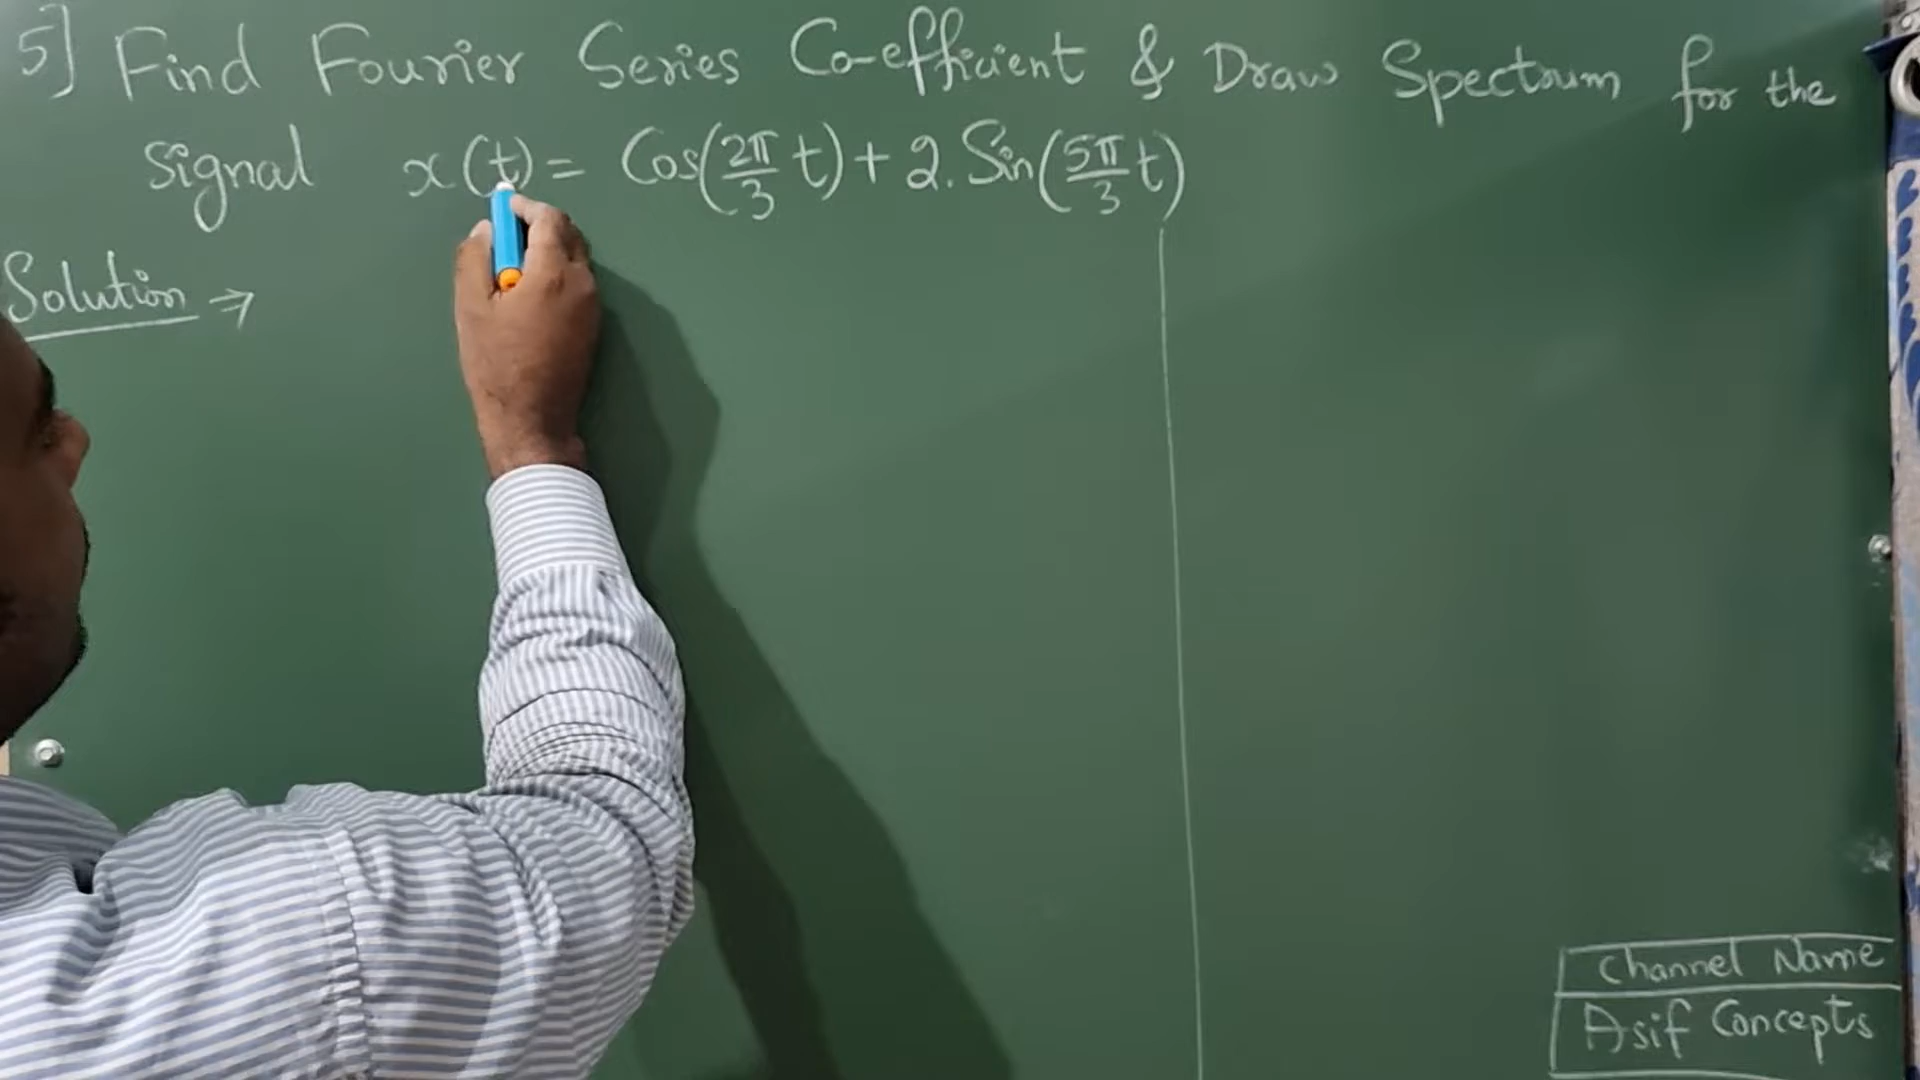 5] Find Fourier Series Co-efficient & Draw Spectrum for the
signal x(t) = Cos(2π/3 t) + 2. Sin(5π/3 t)
Solution ⇒
Channel Name
Asif Concepts